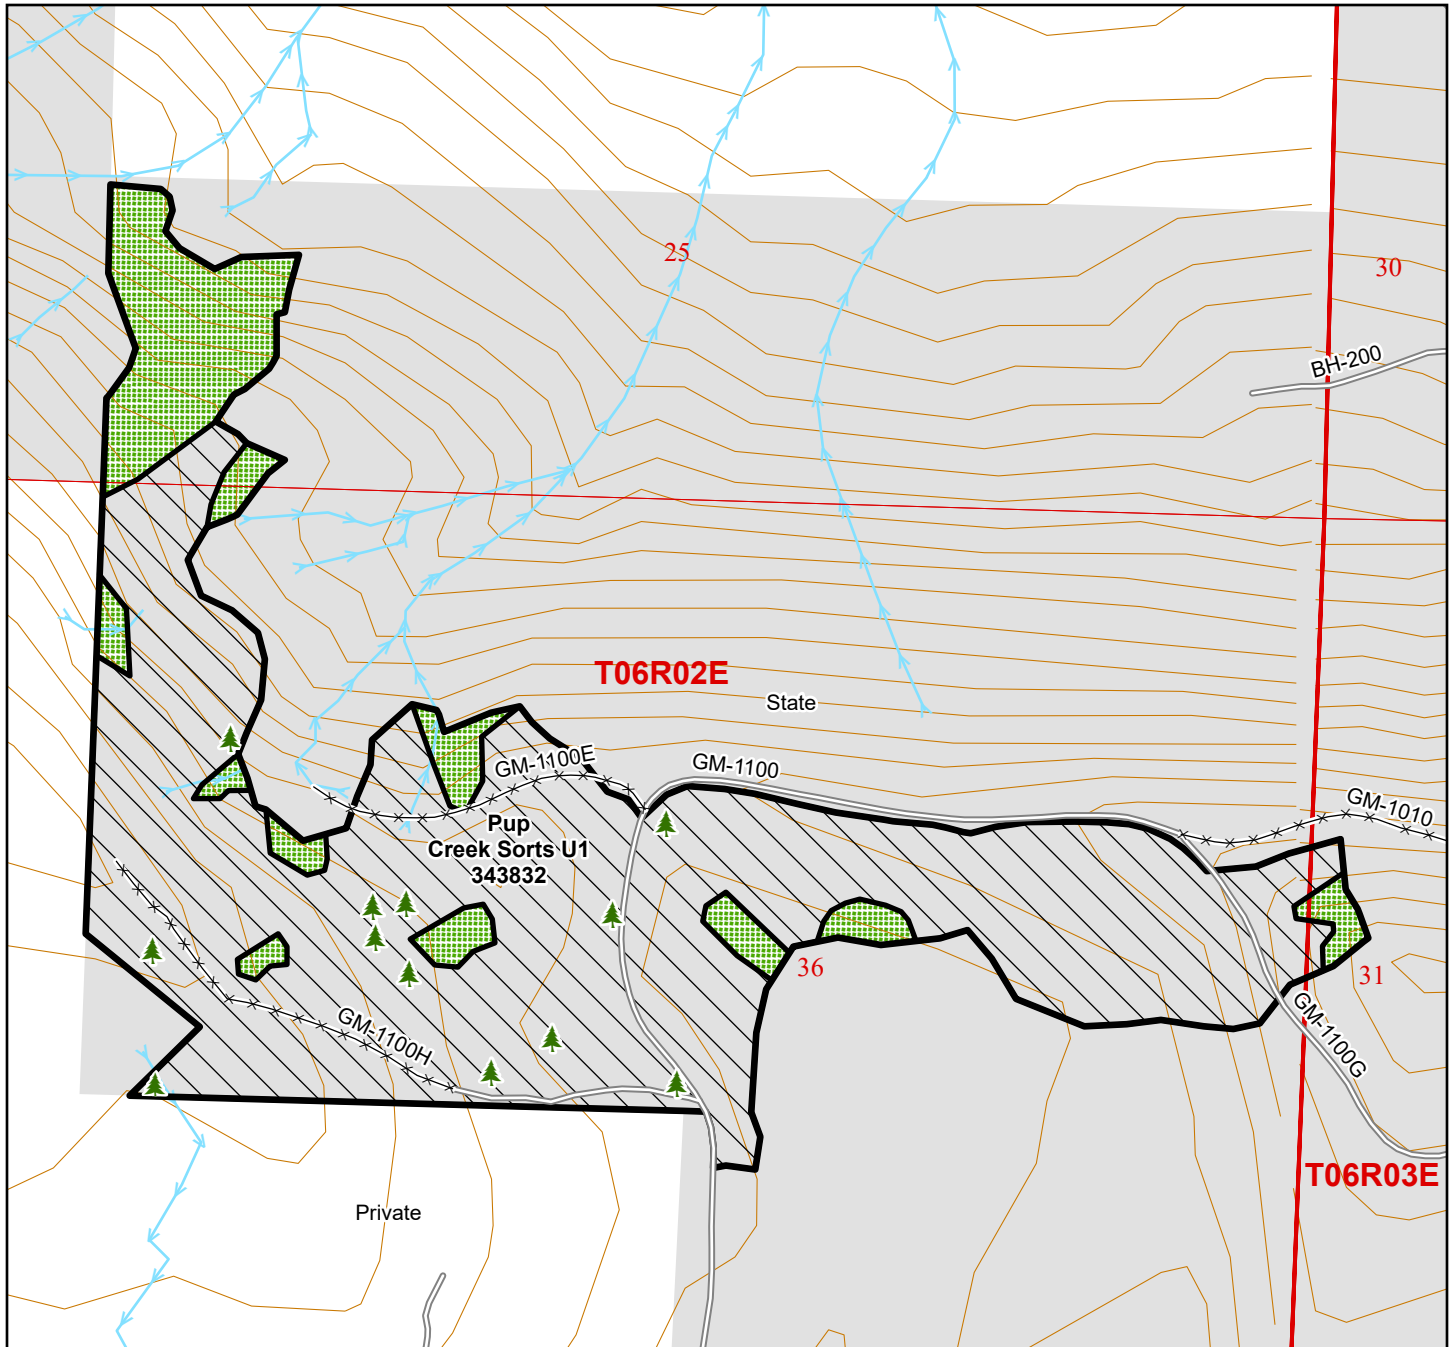 25
30
BH-200
T06R02E
State
GM-1100E
GM-1100
GM-1010
Pup
Creek Sorts U1
343832
36
31
GM-1100H
GM-1100G
T06R03E
Private